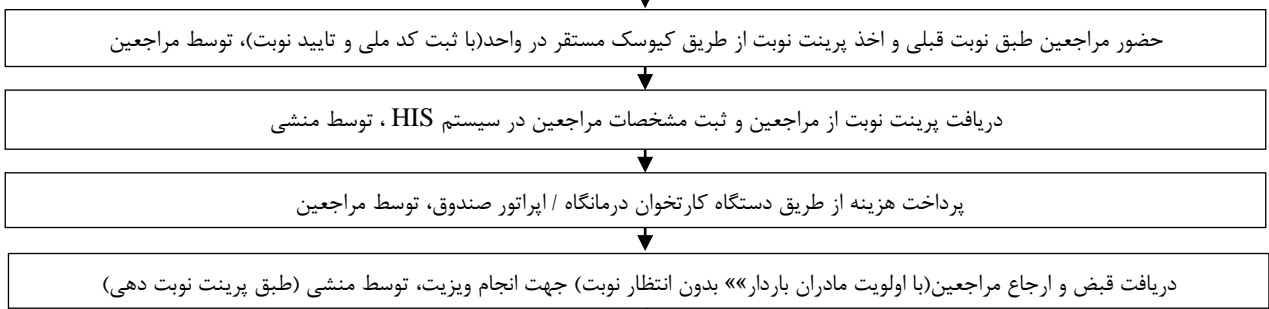 حضور مراجعین طبق نوبت قبلی و اخذ پرینت نوبت از طریق کیوسک مستقر در واحد(با ثبت کد ملی و تایید نوبت)، توسط مراجعین
دریافت پرینت نوبت از مراجعین و ثبت مشخصات مراجعین در سیستم HIS ، توسط منشی
پرداخت هزینه از طریق دستگاه کارتخوان درمانگاه / اپراتور صندوق، توسط مراجعین
دریافت قبض و ارجاع مراجعین(با اولویت مادران باردار»» بدون انتظار نوبت) جهت انجام ویزیت، توسط منشی (طبق پرینت نوبت دهی)